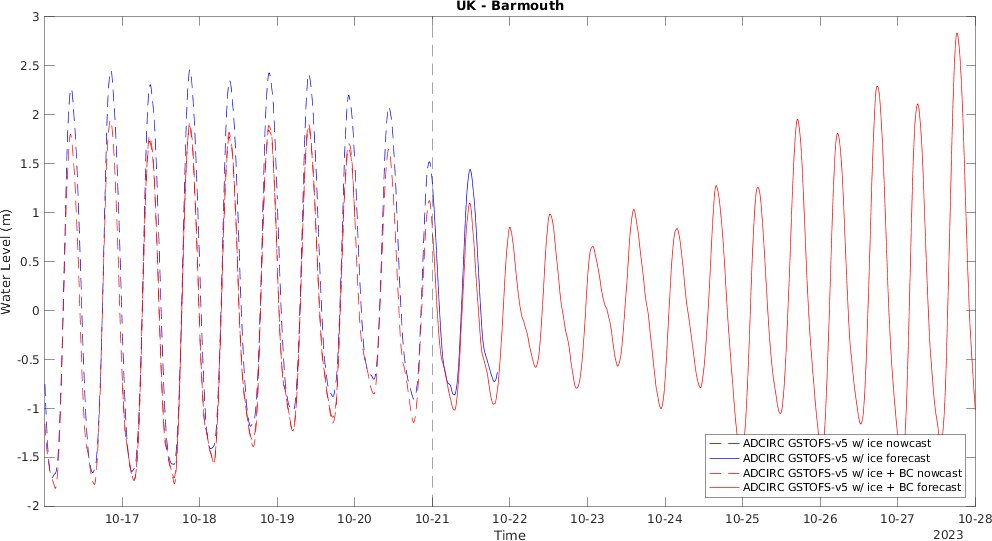 UK - Barmouth
3
2.5
2
1.5
1
0.5
0
-0.5
-1
-1.5
-2
Water Level (m)
ADCIRC GSTOFS-v5 w/ ice nowcast
ADCIRC GSTOFS-v5 w/ ice forecast
ADCIRC GSTOFS-v5 w/ ice + BC nowcast
ADCIRC GSTOFS-v5 w/ ice + BC forecast
10-17 10-18 10-19 10-20 10-21 10-22 10-23 10-24 10-25 10-26 10-27 10-28
Time
2023